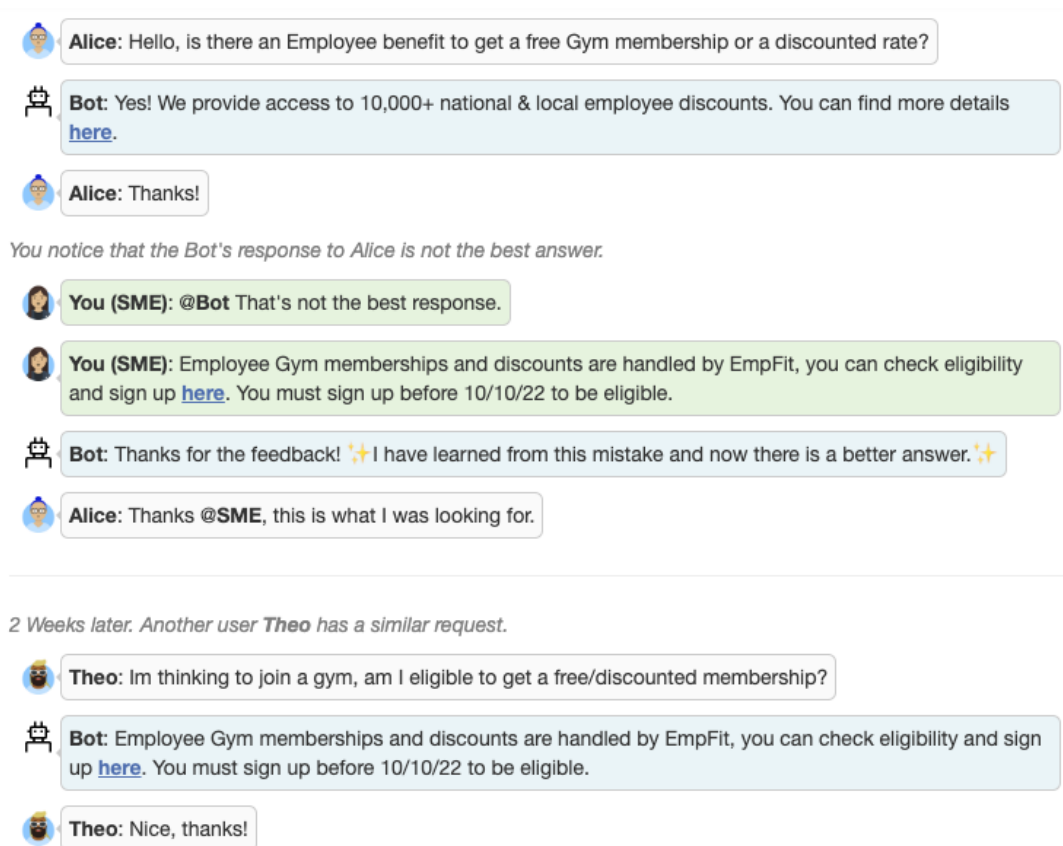 Alice: Hello, is there an Employee benefit to get a free Gym membership or a discounted rate?
Bot: Yes! We provide access to 10,000+ national & local employee discounts. You can find more details
here.
Alice: Thanks!
You notice that the Bot's response to Alice is not the best answer.
You (SME): @Bot That's not the best response.
You (SME): Employee Gym memberships and discounts are handled by EmpFit, you can check eligibility
and sign up here. You must sign up before 10/10/22 to be eligible.
Bot: Thanks for the feedback! ✨I have learned from this mistake and now there is a better answer.✨
Alice: Thanks @SME, this is what I was looking for.
2 Weeks later. Another user Theo has a similar request.
Theo: Im thinking to join a gym, am I eligible to get a free/discounted membership?
Bot: Employee Gym memberships and discounts are handled by EmpFit, you can check eligibility and sign
up here. You must sign up before 10/10/22 to be eligible.
Theo: Nice, thanks!